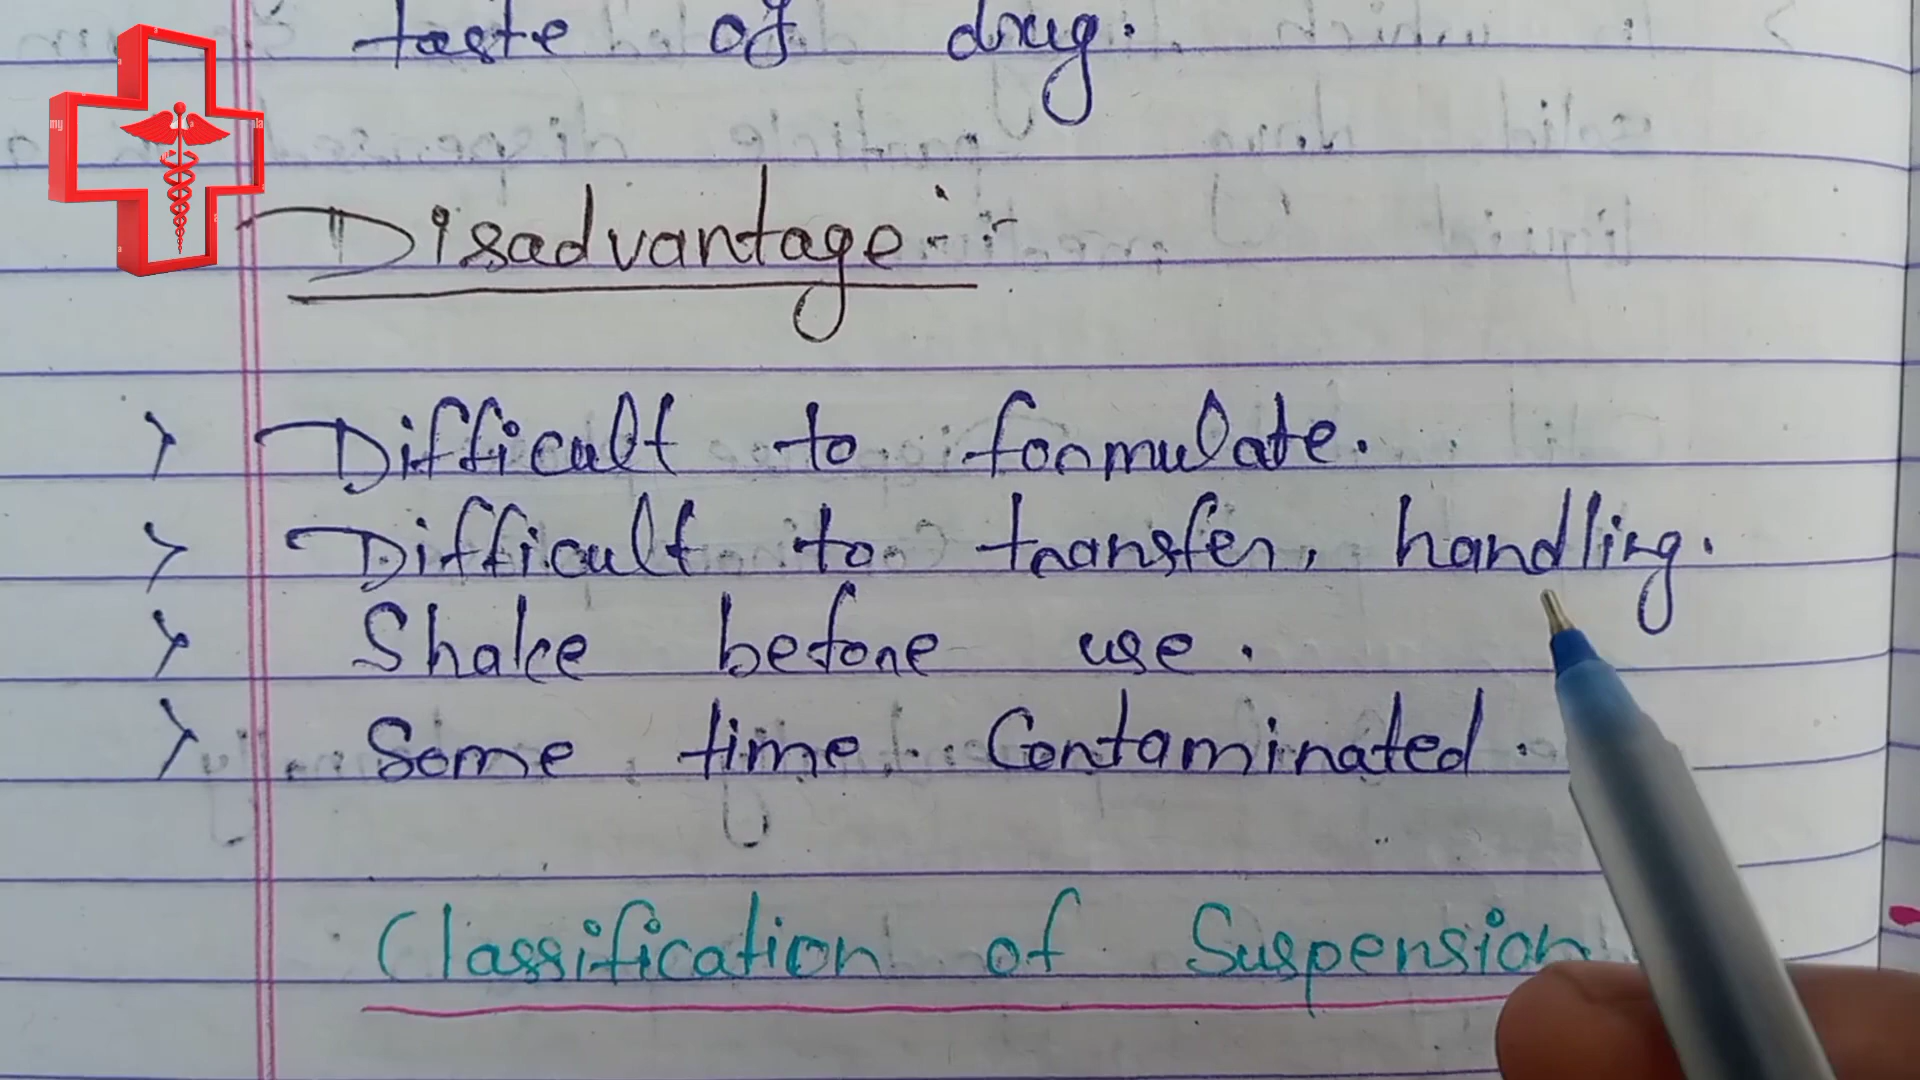 taste of drug.
Disadvantage :-
> Difficult to formulate.
> Difficult to transfer, handling.
> Shake before use.
> Some time Contaminated.
Classification of Suspension